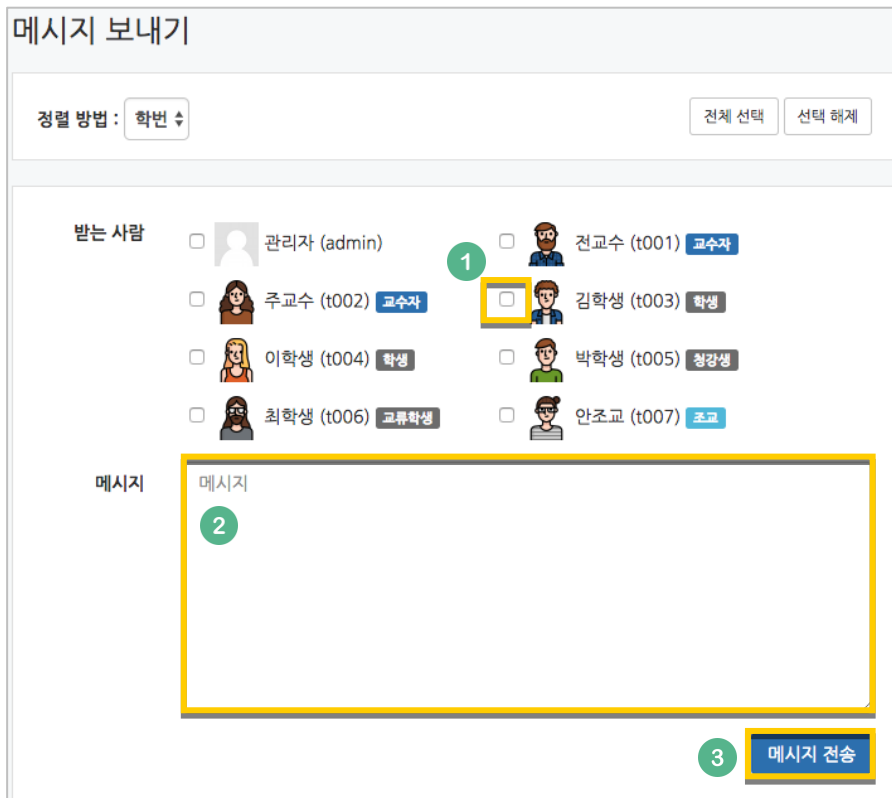 메시지 보내기
정렬 방법 : 학번 전체 선택 선택 해제
받는 사람 관리자 (admin) 전교수 (t001) 교수자
1
주교수 (t002) 교수자 김학생 (t003) 학생
이학생 (t004) 학생 박학생 (t005) 청강생
최학생 (t006) 교류학생 안조교 (t007) 조교
메시지 메시지
2
3 메시지 전송